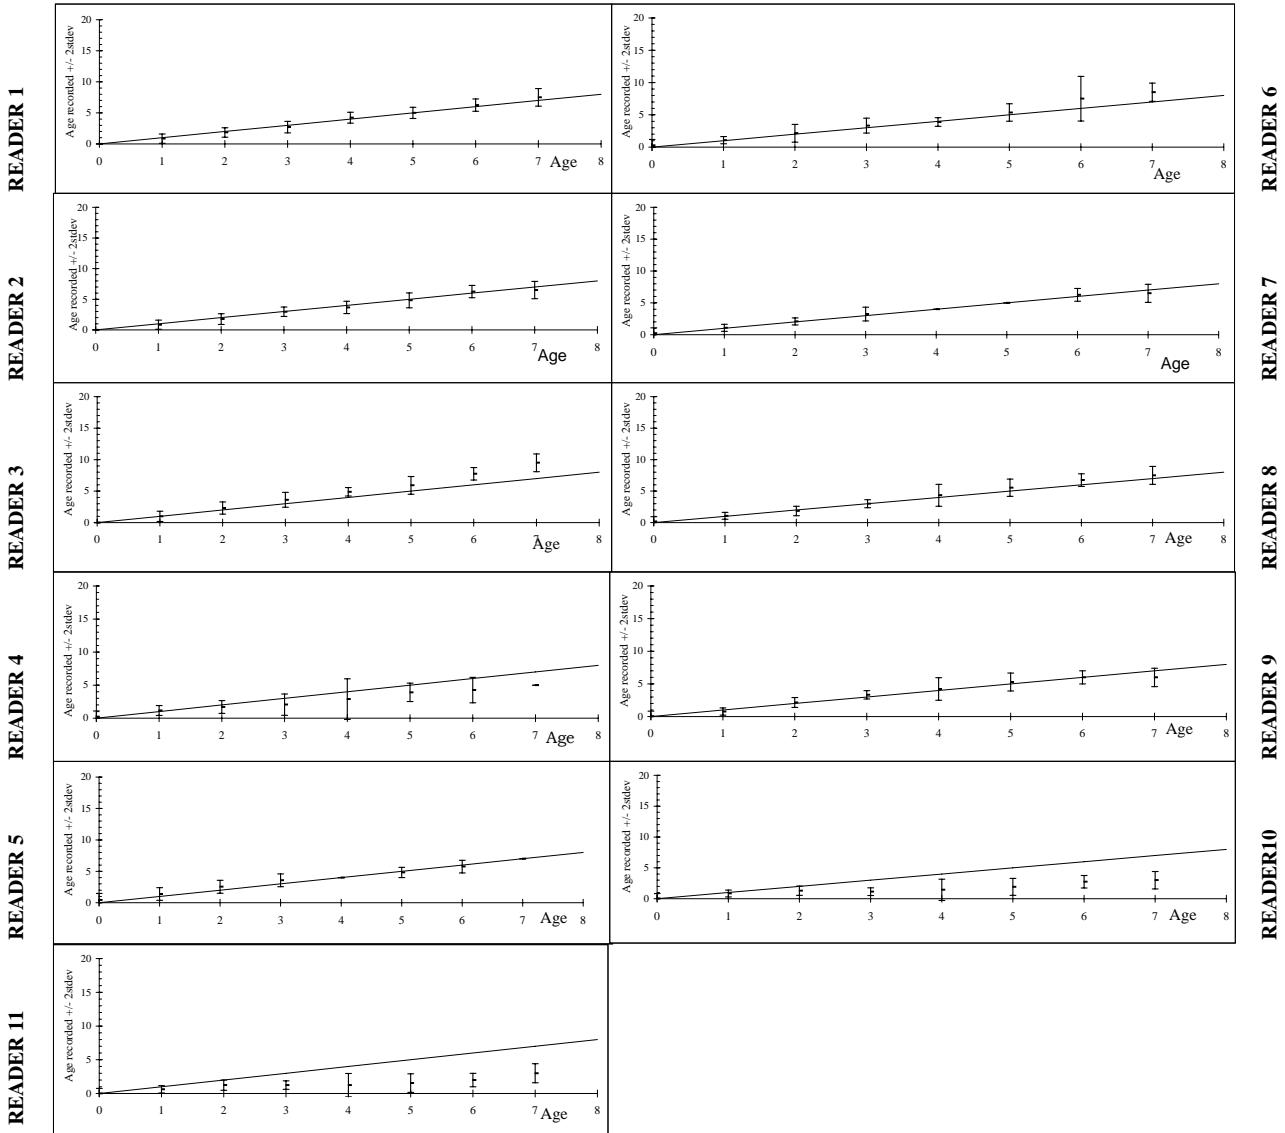 READER 1
Age recorded +/- 2stdev
20
15
10
5
0
0 1 2 3 4 5 6 7 8
Age
READER 6
Age recorded +/- 2stdev
20
15
10
5
0
0 1 2 3 4 5 6 7 8
Age
READER 2
Age recorded +/- 2stdev
20
15
10
5
0
0 1 2 3 4 5 6 7 8
Age
READER 7
Age recorded +/- 2stdev
20
15
10
5
0
0 1 2 3 4 5 6 7 8
Age
READER 3
Age recorded +/- 2stdev
20
15
10
5
0
0 1 2 3 4 5 6 7 8
Age
READER 8
Age recorded +/- 2stdev
20
15
10
5
0
0 1 2 3 4 5 6 7 8
Age
READER 4
Age recorded +/- 2stdev
20
15
10
5
0
0 1 2 3 4 5 6 7 8
Age
READER 9
Age recorded +/- 2stdev
20
15
10
5
0
0 1 2 3 4 5 6 7 8
Age
READER 5
Age recorded +/- 2stdev
20
15
10
5
0
0 1 2 3 4 5 6 7 8
Age
READER10
Age recorded +/- 2stdev
20
15
10
5
0
0 1 2 3 4 5 6 7 8
Age
READER 11
Age recorded +/- 2stdev
20
15
10
5
0
0 1 2 3 4 5 6 7 8
Age